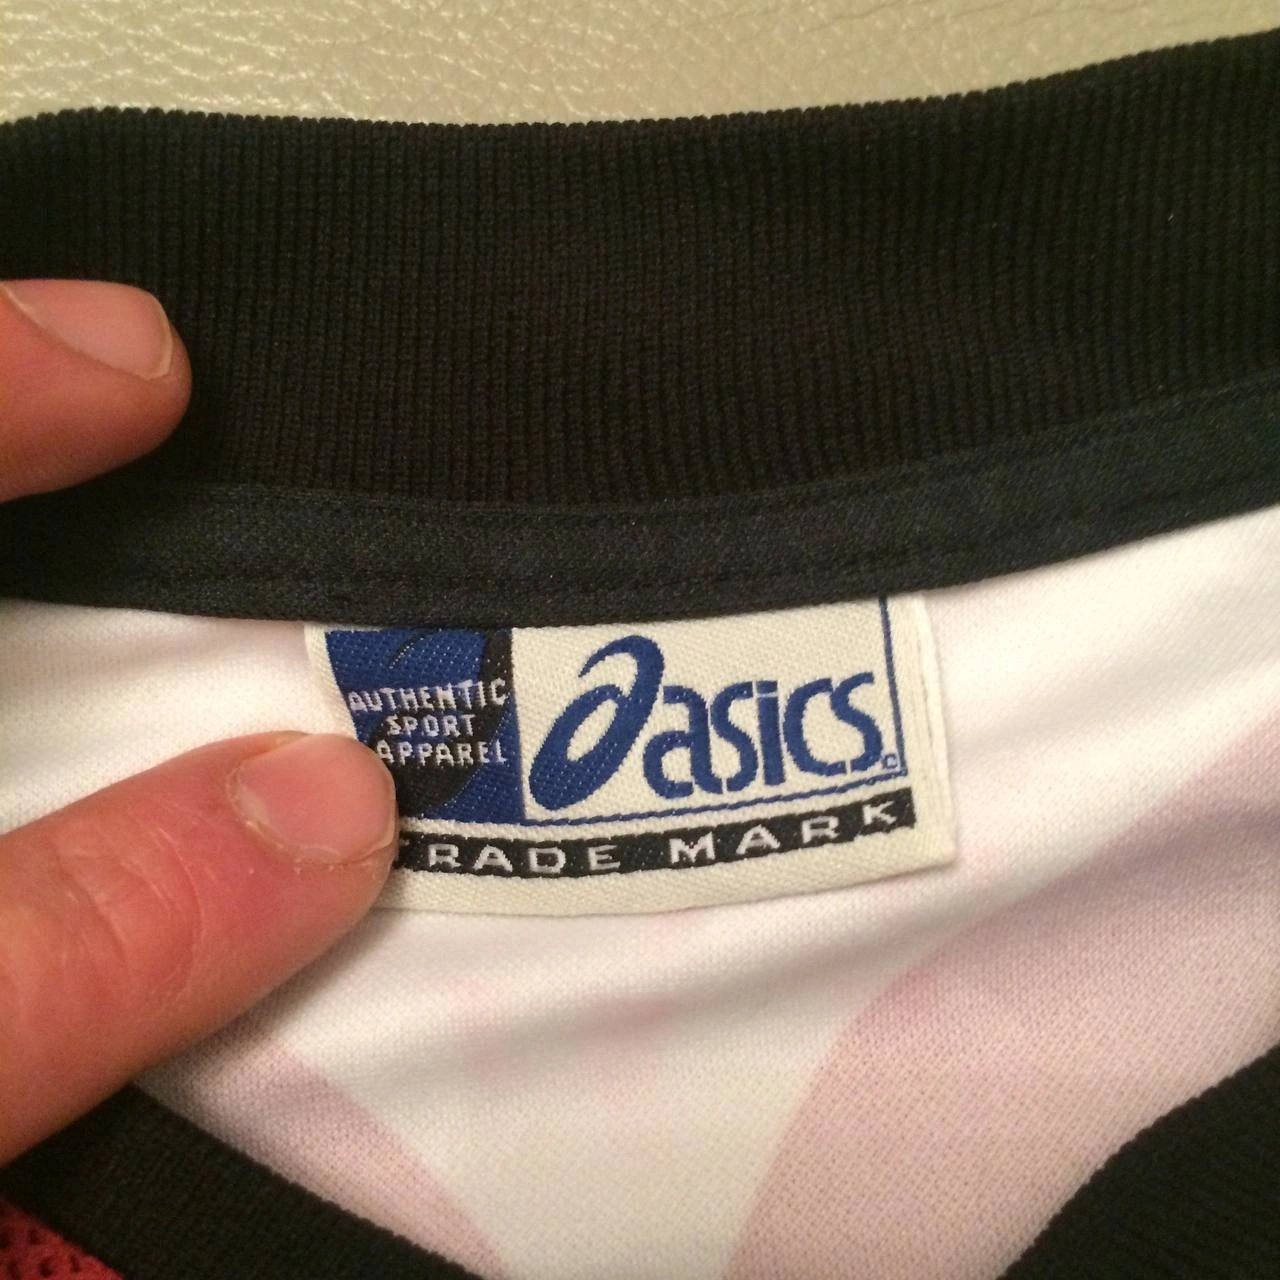 AUTHENTIC
SPORT
APPAREL
asics
TRADE MARK